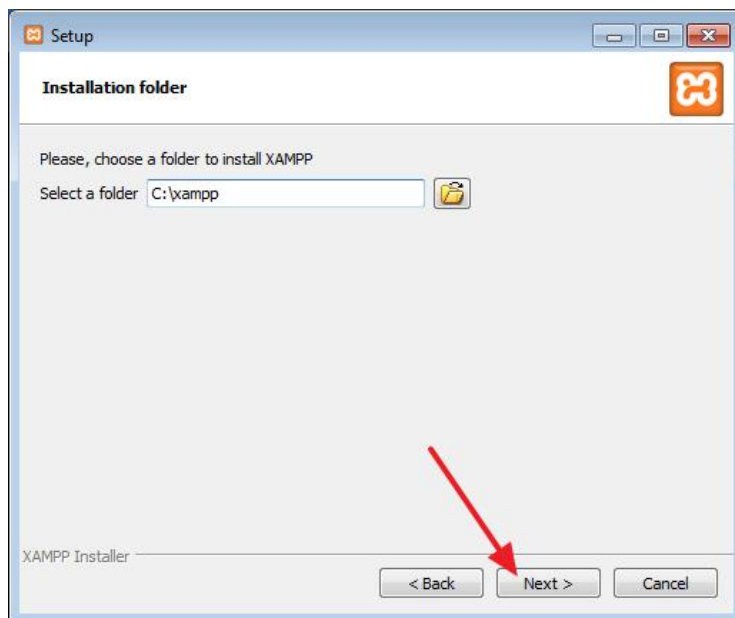 Setup
Installation folder
Please, choose a folder to install XAMPP
Select a folder C:\xampp
XAMPP Installer
< Back Next > Cancel